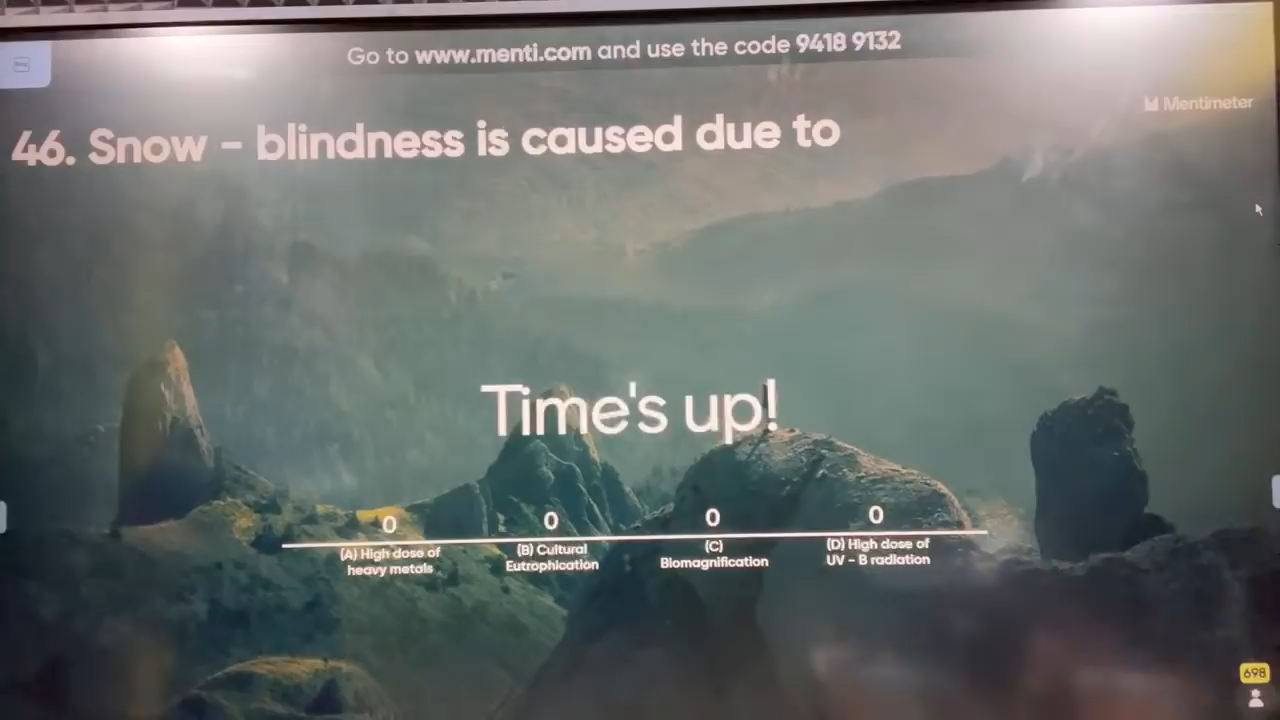 Go to www.menti.com and use the code 9418 9132
Mentimeter
46. Snow - blindness is caused due to
Time's up!
0 0 0 0
(A) High dose of heavy metals
(B) Cultural Eutrophication
(C) Biomagnification
(D) High dose of UV - B radiation
698